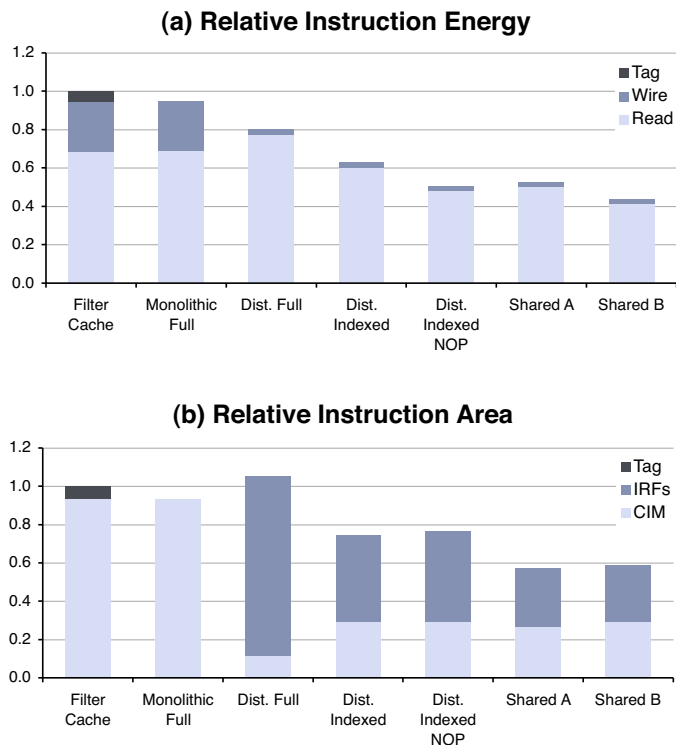 (a) Relative Instruction Energy
1.2
1.0
0.8
0.6
0.4
0.2
0.0
Tag
Wire
Read
Filter
Cache
Monolithic
Full
Dist. Full
Dist.
Indexed
Dist.
Indexed
NOP
Shared A
Shared B
(b) Relative Instruction Area
1.2
1.0
0.8
0.6
0.4
0.2
0.0
Tag
IRFs
CIM
Filter
Cache
Monolithic
Full
Dist. Full
Dist.
Indexed
Dist.
Indexed
NOP
Shared A
Shared B